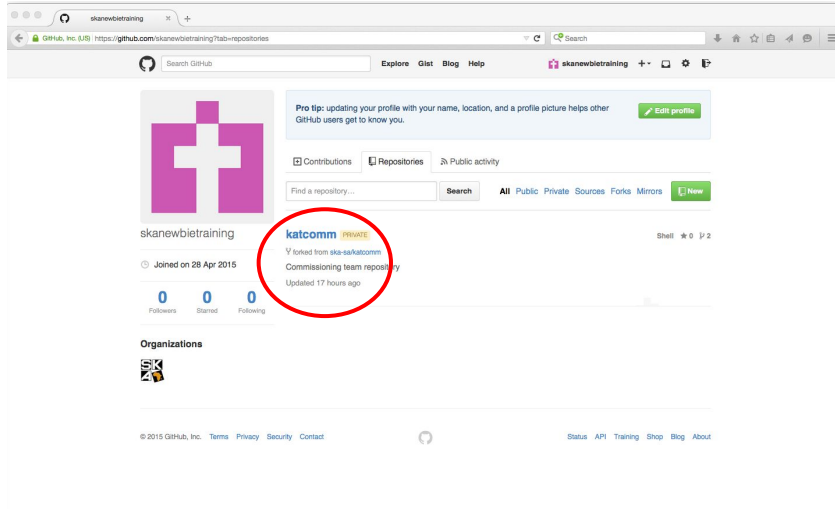 skanewbietraining × +
GitHub, Inc. (US) https://github.com/skanewbietraining?tab=repositories Search
Search GitHub Explore Gist Blog Help skanewbietraining
Pro tip: updating your profile with your name, location, and a profile picture helps other
GitHub users get to know you.
Edit profile
Contributions Repositories Public activity
Find a repository... Search All Public Private Sources Forks Mirrors New
skanewbietraining
Joined on 28 Apr 2015
0 0 0
Followers Starred Following
Organizations
SKA
katcomm PRIVATE Shell 0 2
forked from ska-sa/katcomm
Commissioning team repository
Updated 17 hours ago
© 2015 GitHub, Inc. Terms Privacy Security Contact Status API Training Shop Blog About